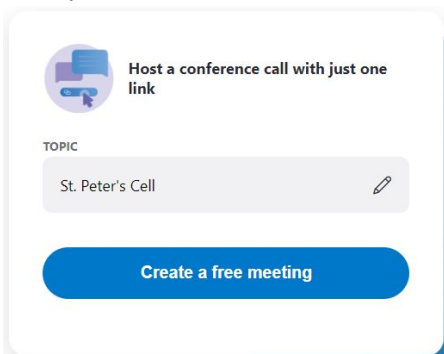 Host a conference call with just one
link
TOPIC
St. Peter's Cell
Create a free meeting